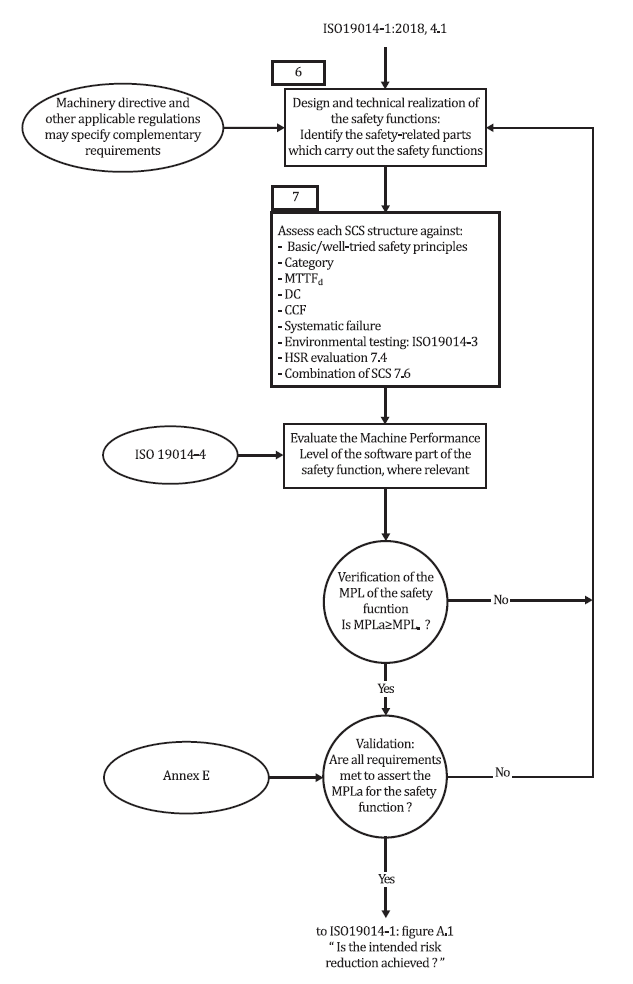 ISO19014-1:2018, 4.1
6
Machinery directive and
other applicable regulations
may specify complementary
requirements
Design and technical realization of
the safety functions:
Identify the safety-related parts
which carry out the safety functions
7
Assess each SCS structure against:
- Basic/well-tried safety principles
- Category
- MTTFd
- DC
- CCF
- Systematic failure
- Environmental testing: ISO19014-3
- HSR evaluation 7.4
- Combination of SCS 7.6
ISO 19014-4
Evaluate the Machine Performance
Level of the software part of the
safety function, where relevant
Verification of the
MPL of the safety
fucntion
Is MPLa≥MPL ?
No
Yes
Annex E
Validation:
Are all requirements
met to assert the
MPLa for the safety
function ?
No
Yes
to ISO19014-1: figure A.1
“ Is the intended risk
reduction achieved ? ”